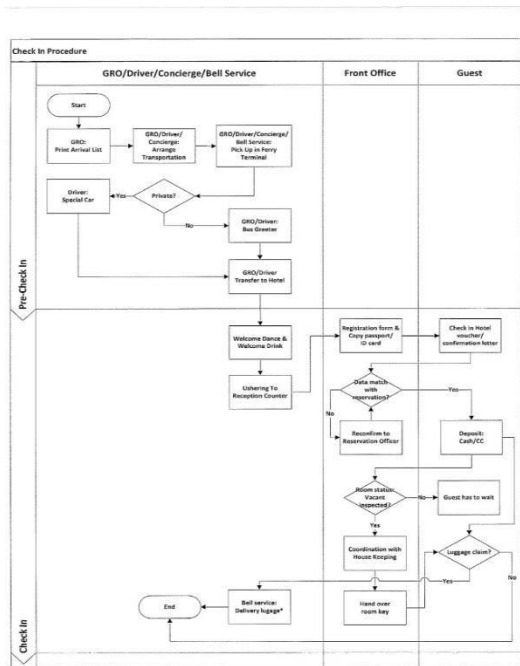 Check In Procedure
GRO/Driver/Concierge/Bell Service
Front Office
Guest
Pre-Check In
Start
GRO:
Print Arrival List
GRO/Driver/
Concierge:
Arrange
Transportation
GRO/Driver/Concierge/
Bell Service:
Pick Up in Ferry
Terminal
Driver:
Special Car
Yes
Private?
No
GRO/Driver:
Bus Greeter
GRO/Driver
Transfer to Hotel
Check In
Welcome Dance &
Welcome Drink
Registration form &
Copy passport/
ID card
Check in Hotel
voucher/
confirmation letter
Ushering To
Reception Counter
Data match
with
reservation?
Yes
No
Reconfirm to
Reservation Officer
Deposit:
Cash/CC
Room status:
Vacant
inspected?
No
Guest has to wait
Yes
Coordination with
House Keeping
Luggage claim?
Yes
No
Hand over
room key
Bell service:
Delivery lugage*
End